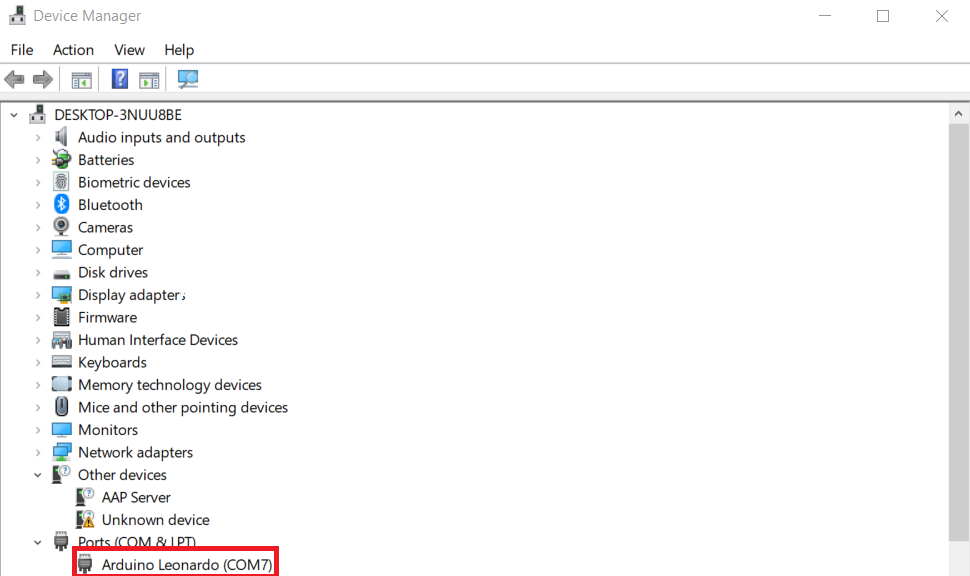 Device Manager
File Action View Help
DESKTOP-3NUU8BE
Audio inputs and outputs
Batteries
Biometric devices
Bluetooth
Cameras
Computer
Disk drives
Display adapters
Firmware
Human Interface Devices
Keyboards
Memory technology devices
Mice and other pointing devices
Monitors
Network adapters
Other devices
AAP Server
Unknown device
Ports (COM & LPT)
Arduino Leonardo (COM7)